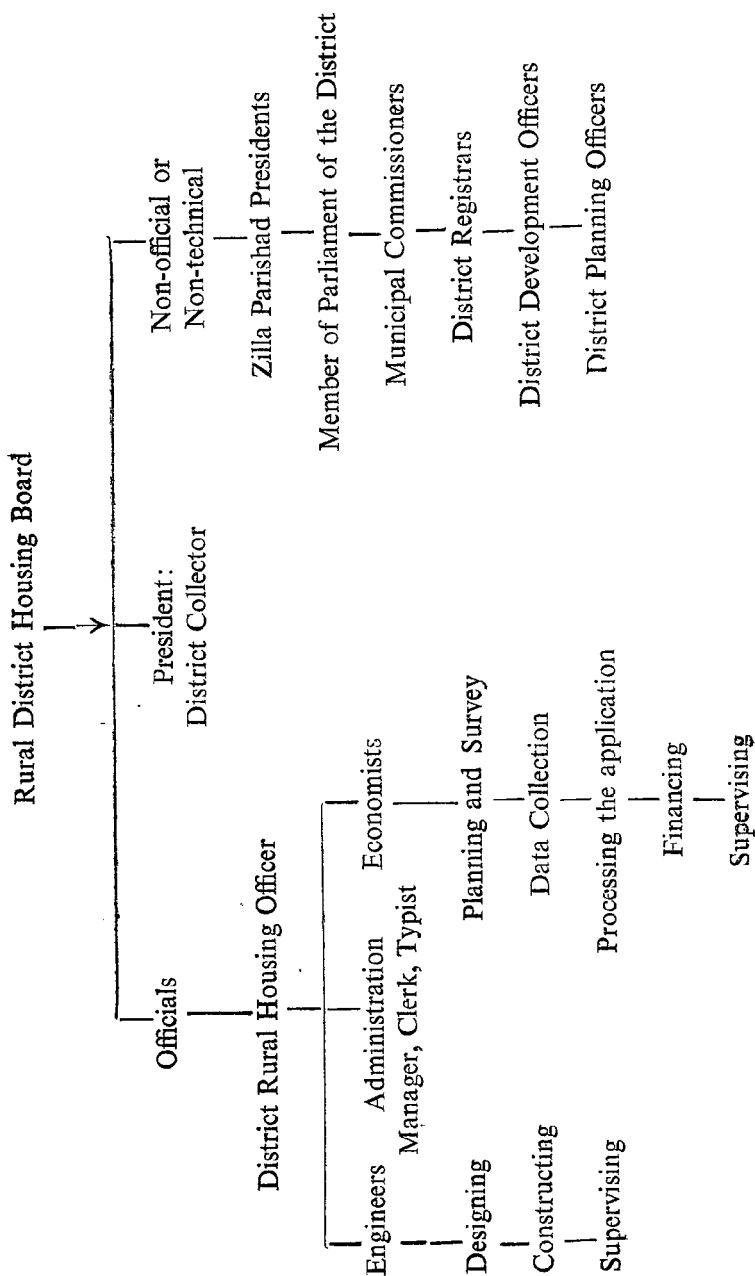 Rural District Housing Board
Officials
President:
District Collector
Non-official or
Non-technical
District Rural Housing Officer
Zilla Parishad Presidents
Member of Parliament of the District
Municipal Commissioners
District Registrars
District Development Officers
District Planning Officers
Engineers
Administration
Manager, Clerk, Typist
Economists
Designing
Constructing
Supervising
Planning and Survey
Data Collection
Processing the application
Financing
Supervising